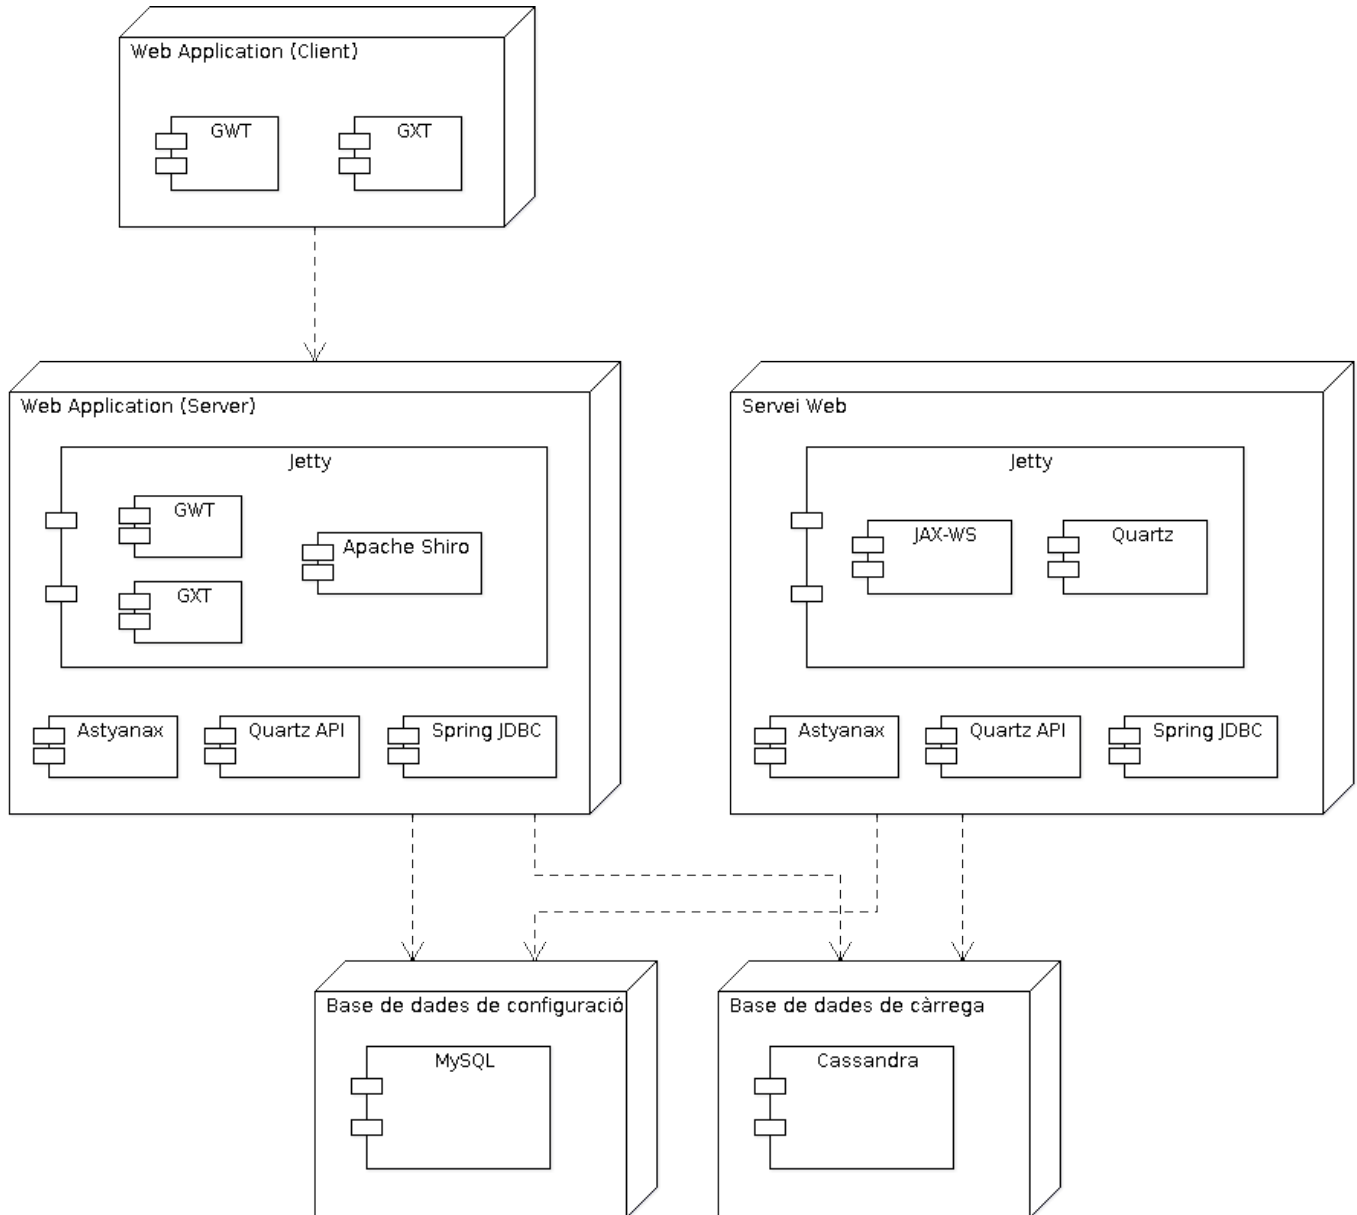 Web Application (Client)
GWT
GXT
Web Application (Server)
Jetty
GWT
Apache Shiro
GXT
Astyanax
Quartz API
Spring JDBC
Servei Web
Jetty
JAX-WS
Quartz
Astyanax
Quartz API
Spring JDBC
Base de dades de configuració
MySQL
Base de dades de càrrega
Cassandra